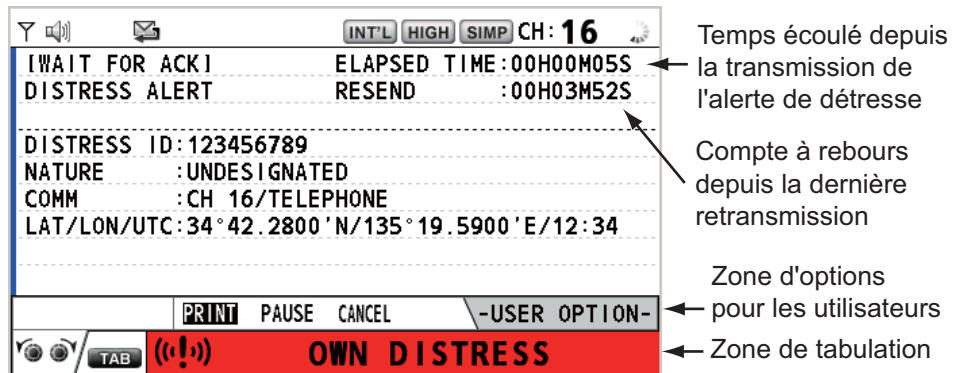 INT'L HIGH SIMP CH: 16
[WAIT FOR ACK] ELAPSED TIME:00H00M05S
DISTRESS ALERT RESEND :00H03M52S
DISTRESS ID:123456789
NATURE :UNDESIGNATED
COMM :CH 16/TELEPHONE
LAT/LON/UTC:34°42.2800'N/135°19.5900'E/12:34
PRINT PAUSE CANCEL -USER OPTION-
TAB OWN DISTRESS
Temps écoulé depuis
la transmission de
l'alerte de détresse
Compte à rebours
depuis la dernière
retransmission
Zone d'options
pour les utilisateurs
Zone de tabulation